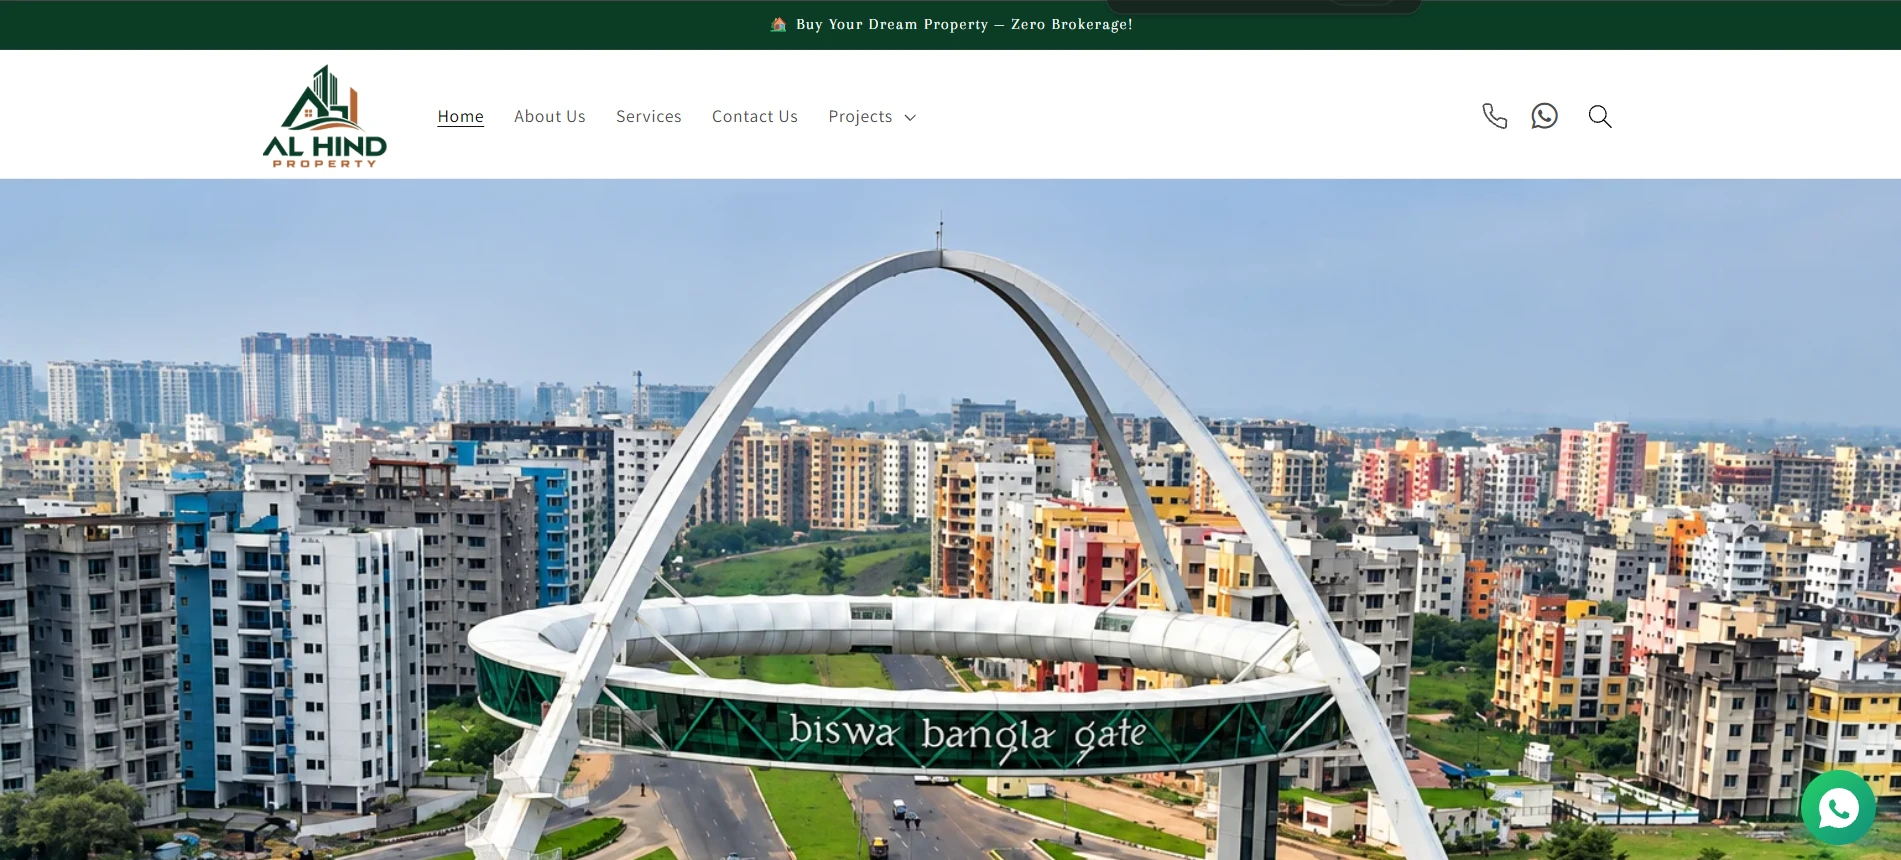 Buy Your Dream Property — Zero Brokerage!
AL HIND
PROPERTY
Home
About Us
Services
Contact Us
Projects
biswa bangla gate